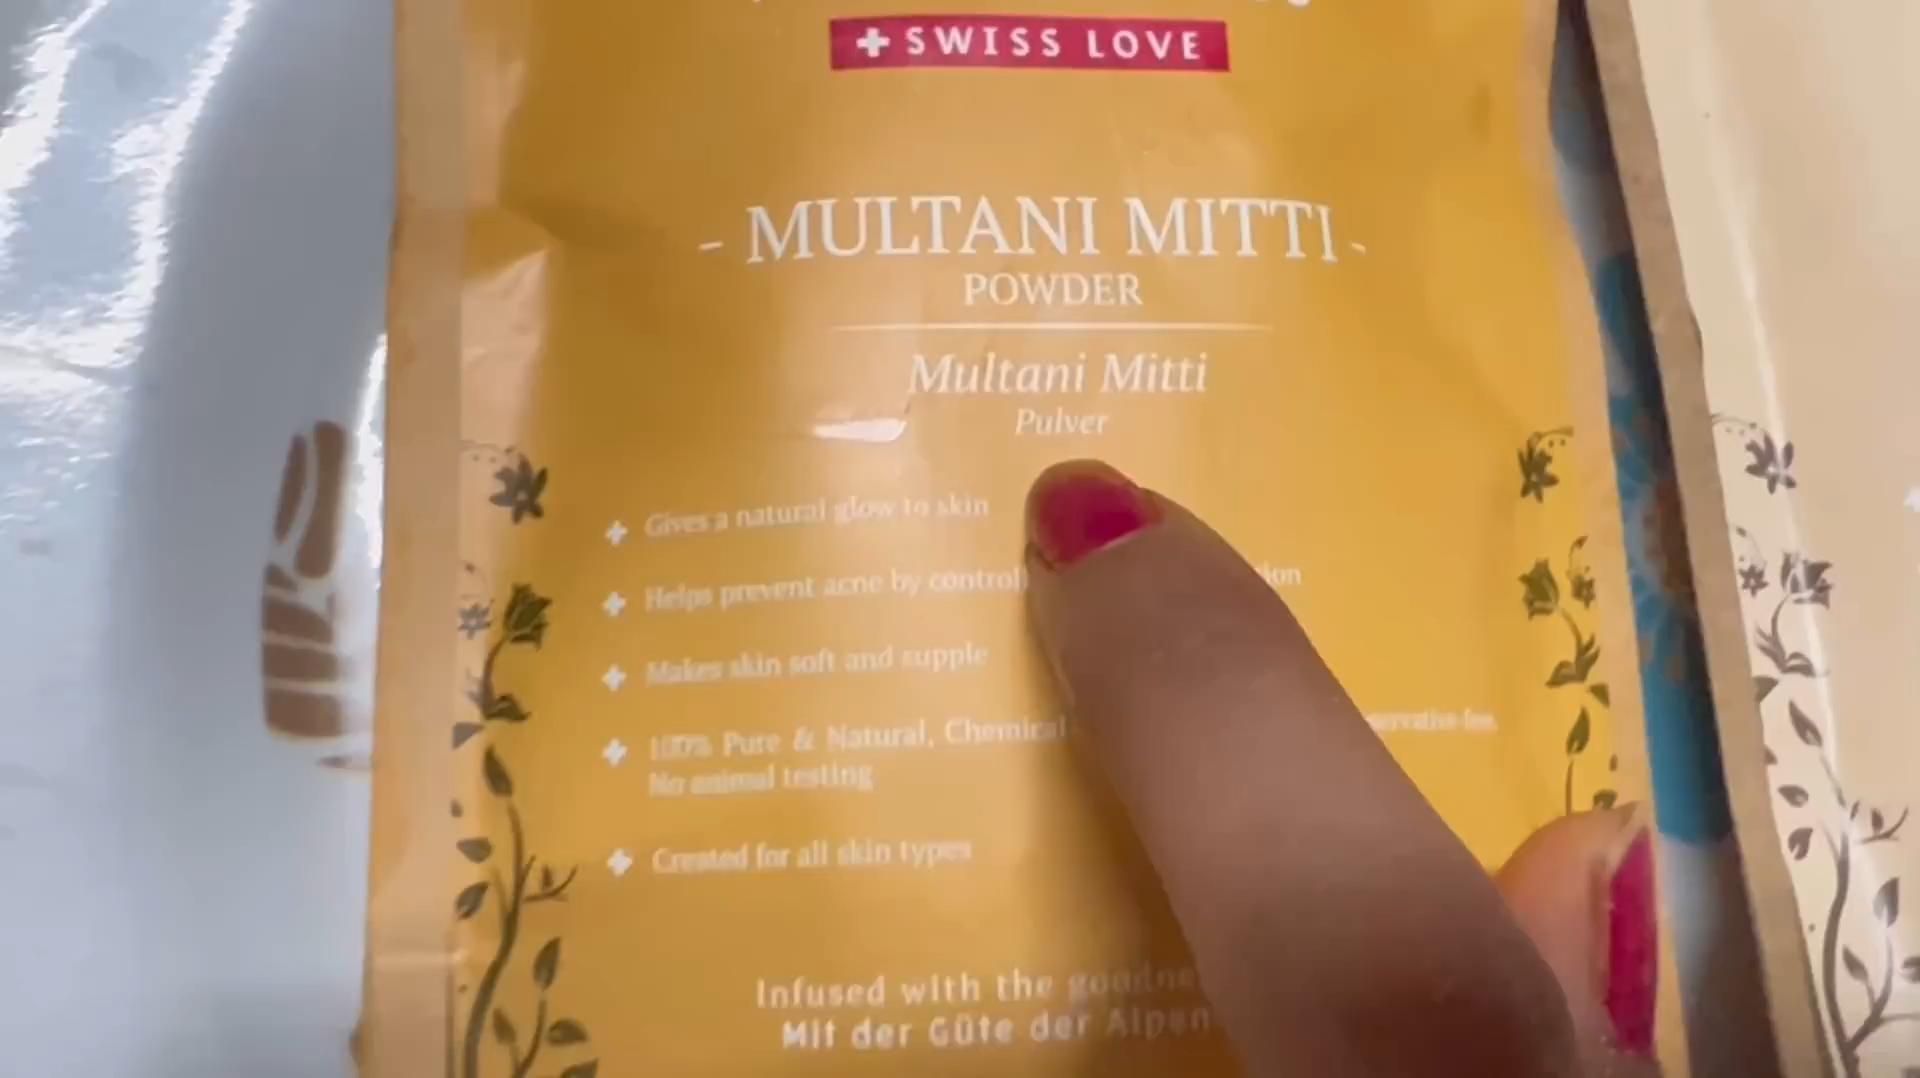 + SWISS LOVE
- MULTANI MITTI -
POWDER
Multani Mitti
Pulver
Gives a natural glow to skin
Helps prevent acne by
Makes skin soft and supple
100% Pure & Natural, Chemical
No animal testing
Created for all skin types
Infused with the
Mit der Güte der Alpen